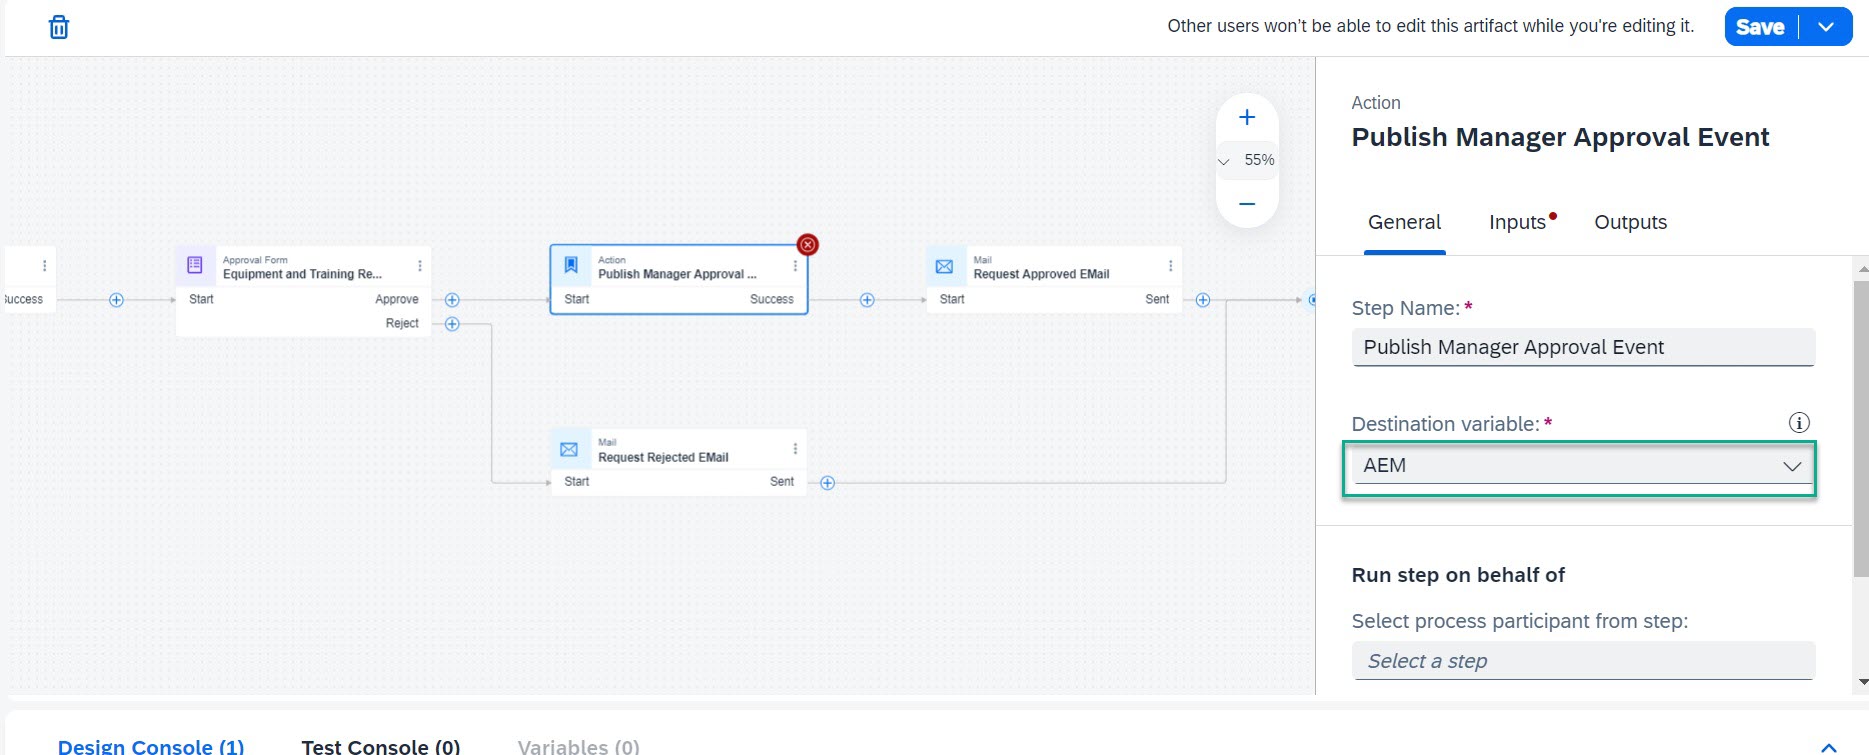 Other users won't be able to edit this artifact while you're editing it.
Save
55%
Success
Approval Form
Equipment and Training Re...
Start
Approve
Reject
Action
Publish Manager Approval ...
Start
Success
Mail
Request Approved EMail
Start
Sent
Mail
Request Rejected EMail
Start
Sent
Action
Publish Manager Approval Event
General
Inputs
Outputs
Step Name: *
Publish Manager Approval Event
Destination variable: *
AEM
Run step on behalf of
Select process participant from step:
Select a step
Design Console (1)
Test Console (0)
Variables (0)